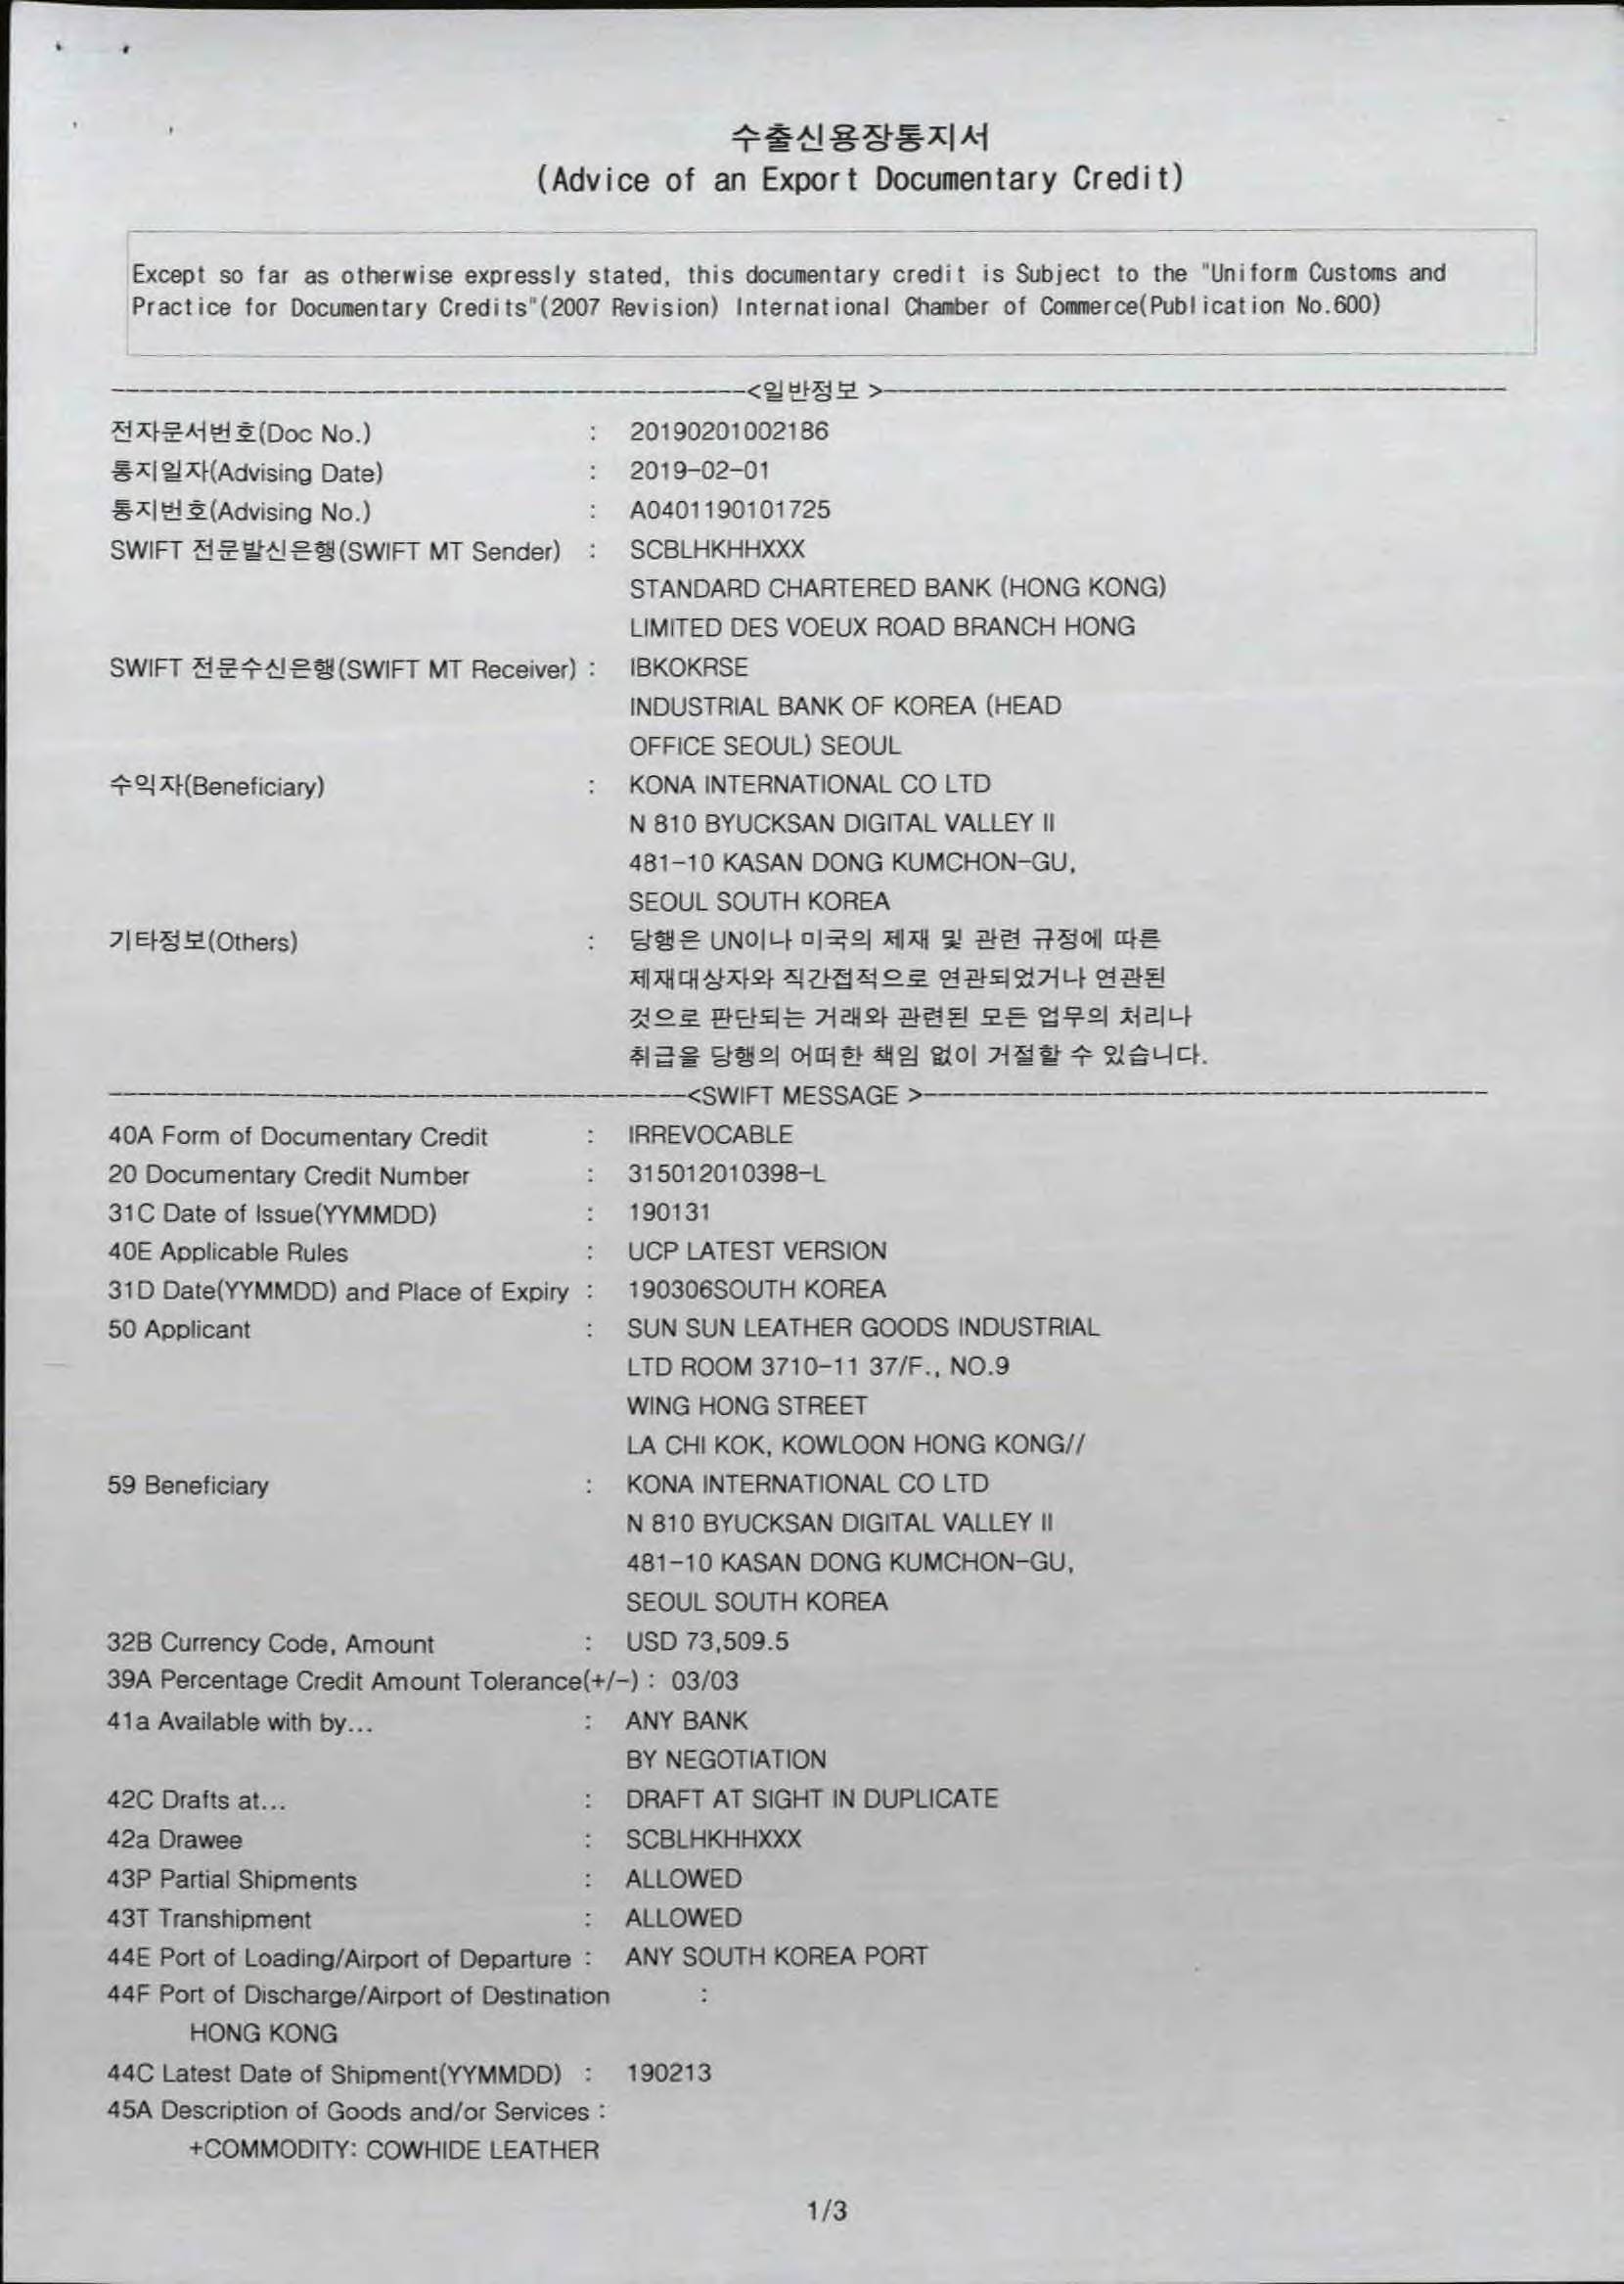 수출신용장통지서
(Advice of an Export Documentary Credit)
Except so far as otherwise expressly stated, this documentary credit is Subject to the "Uniform Customs and
Practice for Documentary Credits"(2007 Revision) International Chamber of Commerce(Publication No.600)
<일반정보 >
전자문서번호(Doc No.) : 20190201002186
통지일자(Advising Date) : 2019-02-01
통지번호(Advising No.) : A0401190101725
SWIFT 전문발신은행(SWIFT MT Sender) : SCBLHKHHXXX
STANDARD CHARTERED BANK (HONG KONG)
LIMITED DES VOEUX ROAD BRANCH HONG
SWIFT 전문수신은행(SWIFT MT Receiver) : IBKOKRSE
INDUSTRIAL BANK OF KOREA (HEAD
OFFICE SEOUL) SEOUL
수익자(Beneficiary) : KONA INTERNATIONAL CO LTD
N 810 BYUCKSAN DIGITAL VALLEY II
481-10 KASAN DONG KUMCHON-GU,
SEOUL SOUTH KOREA
기타정보(Others) : 당행은 UN이나 미국의 제재 및 관련 규정에 따른
제재대상자와 직간접적으로 연관되었거나 연관된
것으로 판단되는 거래와 관련된 모든 업무의 처리나
취급을 당행의 어떠한 책임 없이 거절할 수 있습니다.
<SWIFT MESSAGE >
40A Form of Documentary Credit : IRREVOCABLE
20 Documentary Credit Number : 315012010398-L
31C Date of Issue(YYMMDD) : 190131
40E Applicable Rules : UCP LATEST VERSION
31D Date(YYMMDD) and Place of Expiry : 190306SOUTH KOREA
50 Applicant : SUN SUN LEATHER GOODS INDUSTRIAL
LTD ROOM 3710-11 37/F., NO.9
WING HONG STREET
LA CHI KOK, KOWLOON HONG KONG//
59 Beneficiary : KONA INTERNATIONAL CO LTD
N 810 BYUCKSAN DIGITAL VALLEY II
481-10 KASAN DONG KUMCHON-GU,
SEOUL SOUTH KOREA
32B Currency Code, Amount : USD 73,509.5
39A Percentage Credit Amount Tolerance(+/-) : 03/03
41a Available with by... : ANY BANK
BY NEGOTIATION
42C Drafts at... : DRAFT AT SIGHT IN DUPLICATE
42a Drawee : SCBLHKHHXXX
43P Partial Shipments : ALLOWED
43T Transhipment : ALLOWED
44E Port of Loading/Airport of Departure : ANY SOUTH KOREA PORT
44F Port of Discharge/Airport of Destination :
HONG KONG
44C Latest Date of Shipment(YYMMDD) : 190213
45A Description of Goods and/or Services :
+COMMODITY: COWHIDE LEATHER
1/3